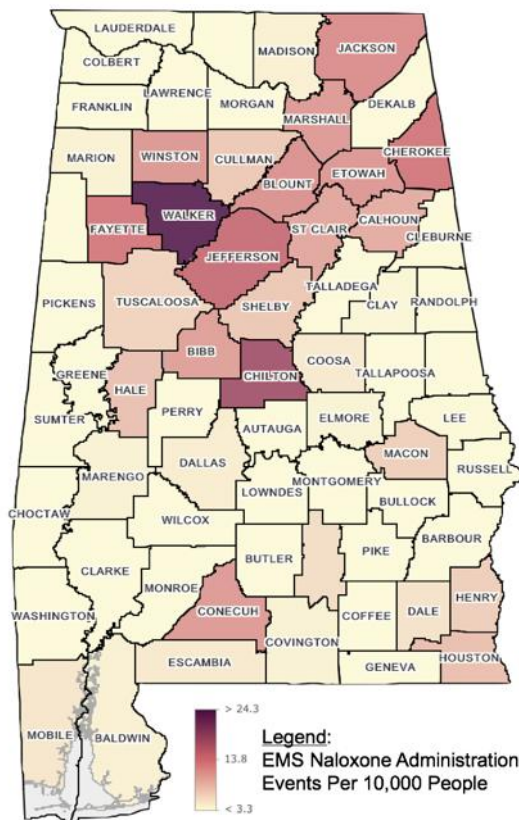 LAUDERDALE
MADISON
JACKSON
COLBERT
LAWRENCE
FRANKLIN
MORGAN
DEKALB
MARSHALL
CHEROKEE
MARION
WINSTON
CULLMAN
ETOWAH
BLOUNT
WALKER
FAYETTE
ST CLAIR
CALHOUN
CLEBURNE
JEFFERSON
TALLADEGA
PICKENS
TUSCALOOSA
SHELBY
CLAY
RANDOLPH
BIBB
GREENE
CHILTON
COOSA
TALLAPOOSA
HALE
SUMTER
PERRY
AUTAUGA
ELMORE
LEE
MACON
DALLAS
RUSSELL
MARENGO
MONTGOMERY
LOWNDES
BULLOCK
CHOCTAW
WILCOX
BARBOUR
BUTLER
PIKE
CLARKE
MONROE
HENRY
WASHINGTON
CONECUH
COFFEE
DALE
COVINGTON
HOUSTON
ESCAMBIA
GENEVA
MOBILE
BALDWIN
> 24.3
13.8
< 3.3
Legend:
EMS Naloxone Administration
Events Per 10,000 People